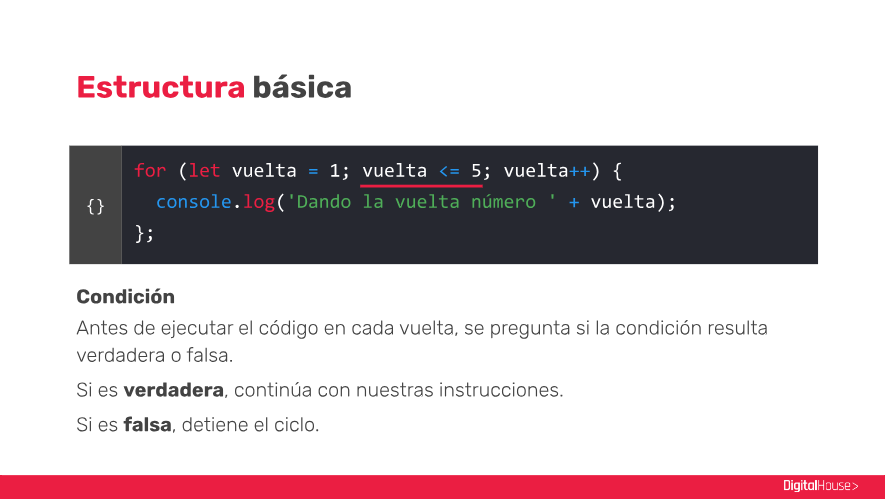 Estructura básica
for (let vuelta = 1; vuelta <= 5; vuelta++) {
{}
console.log('Dando la vuelta número ' + vuelta);
};
Condición
Antes de ejecutar el código en cada vuelta, se pregunta si la condición resulta
verdadera o falsa.
Si es verdadera, continúa con nuestras instrucciones.
Si es falsa, detiene el ciclo.
DigitalHouse>